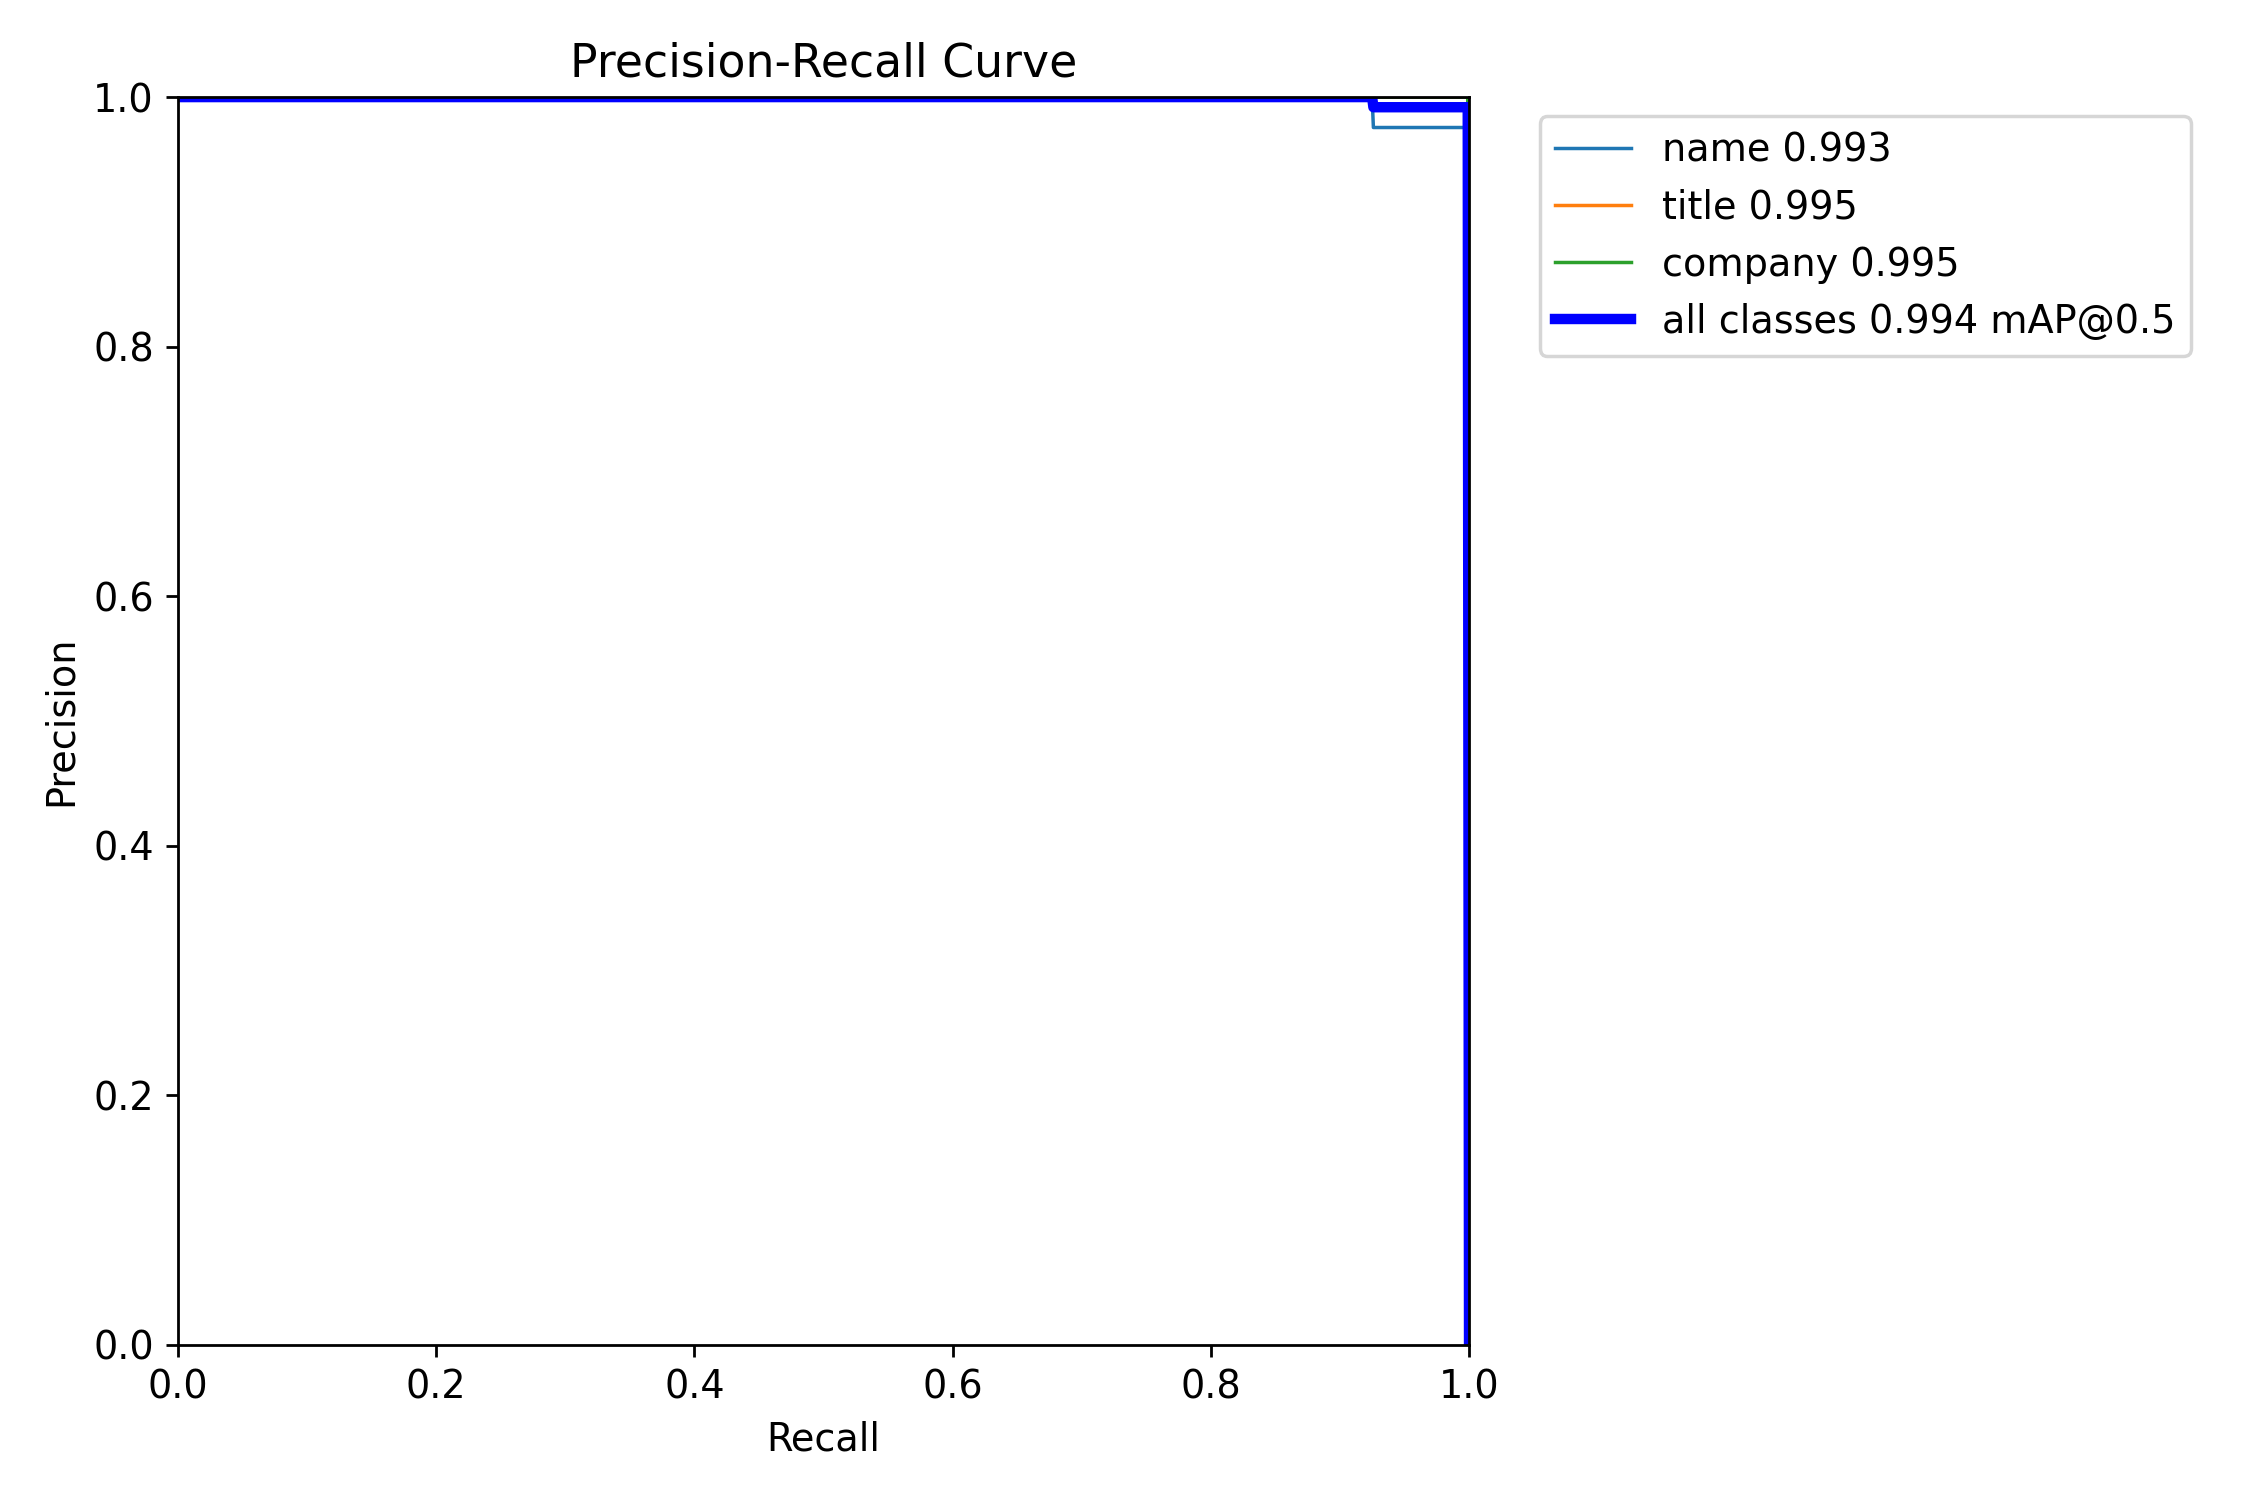 Precision-Recall Curve
1.0
0.8
0.6
0.4
0.2
0.0
Precision
0.0 0.2 0.4 0.6 0.8 1.0
Recall
name 0.993
title 0.995
company 0.995
all classes 0.994 mAP@0.5